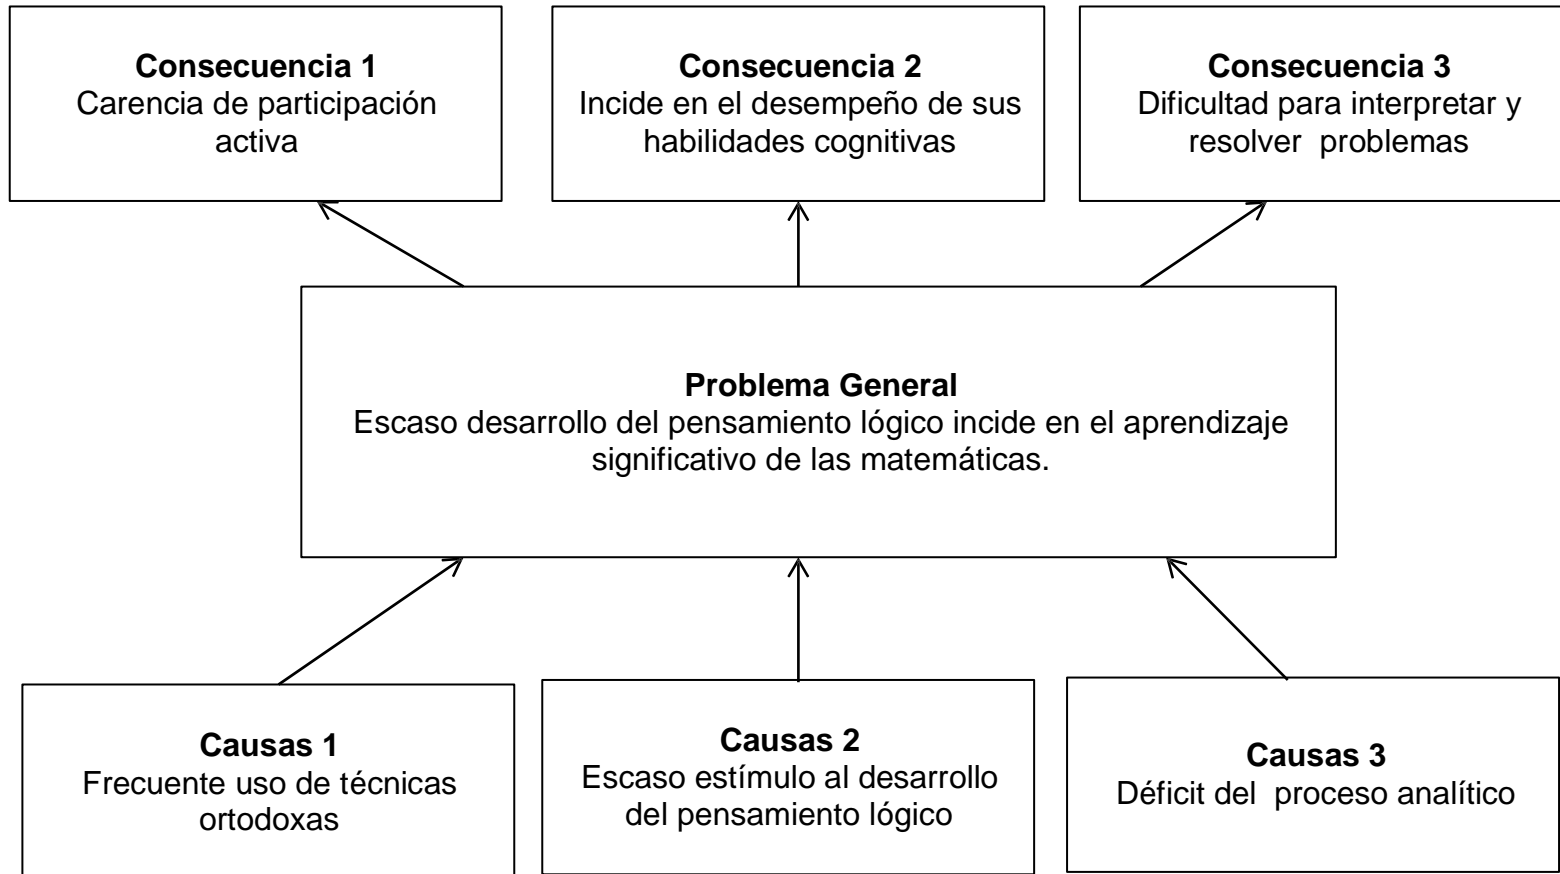 Consecuencia 1
Carencia de participación
activa
Consecuencia 2
Incide en el desempeño de sus
habilidades cognitivas
Consecuencia 3
Dificultad para interpretar y
resolver  problemas
Problema General
Escaso desarrollo del pensamiento lógico incide en el aprendizaje
significativo de las matemáticas.
Causas 1
Frecuente uso de técnicas
ortodoxas
Causas 2
Escaso estímulo al desarrollo
del pensamiento lógico
Causas 3
Déficit del  proceso analítico